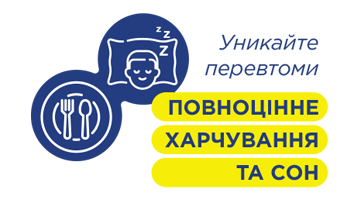 z z z
Уникайте
перевтоми
ПОВНОЦІННЕ
ХАРЧУВАННЯ
ТА СОН